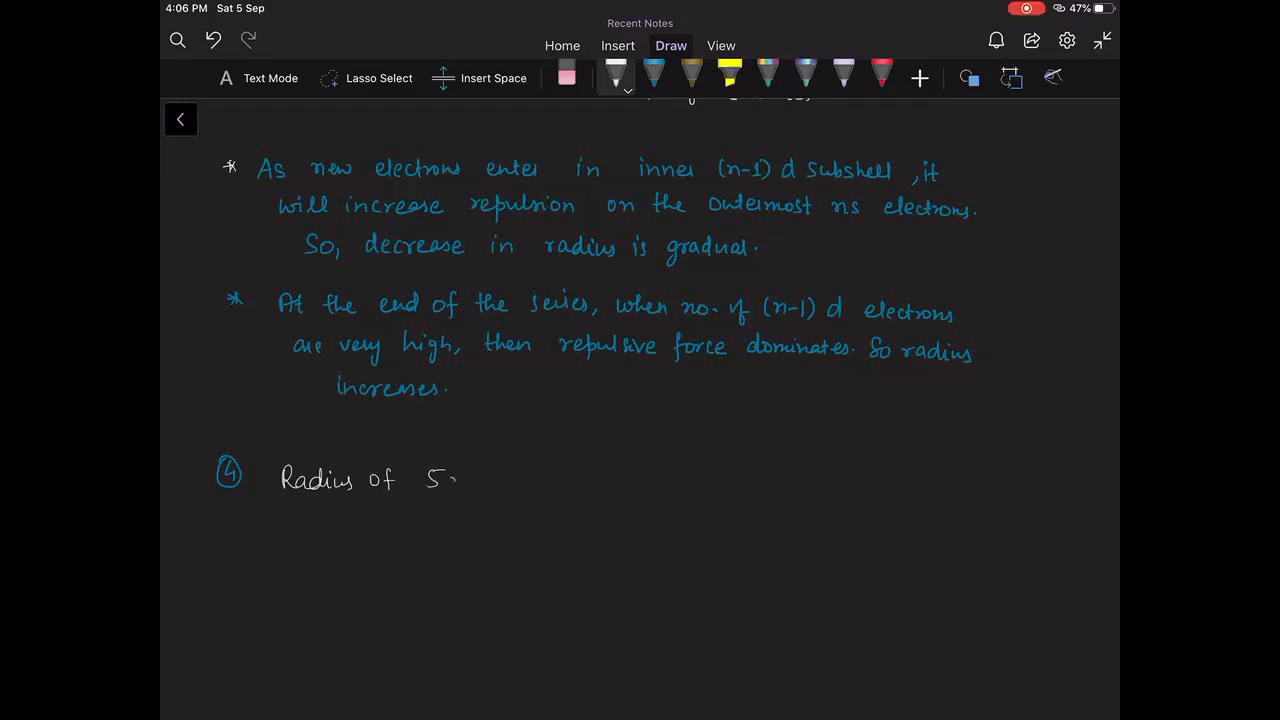 4:06 PM Sat 5 Sep
47%
Recent Notes
Home Insert Draw View
A Text Mode Lasso Select Insert Space
* As new electrons enter in inner (n-1) d subshell, it
will increase repulsion on the outermost ns electrons.
So, decrease in radius is gradual.
* At the end of the series, when no. of (n-1) d electrons
are very high, then repulsive force dominates. So radius
increases.
4 Radius of 5